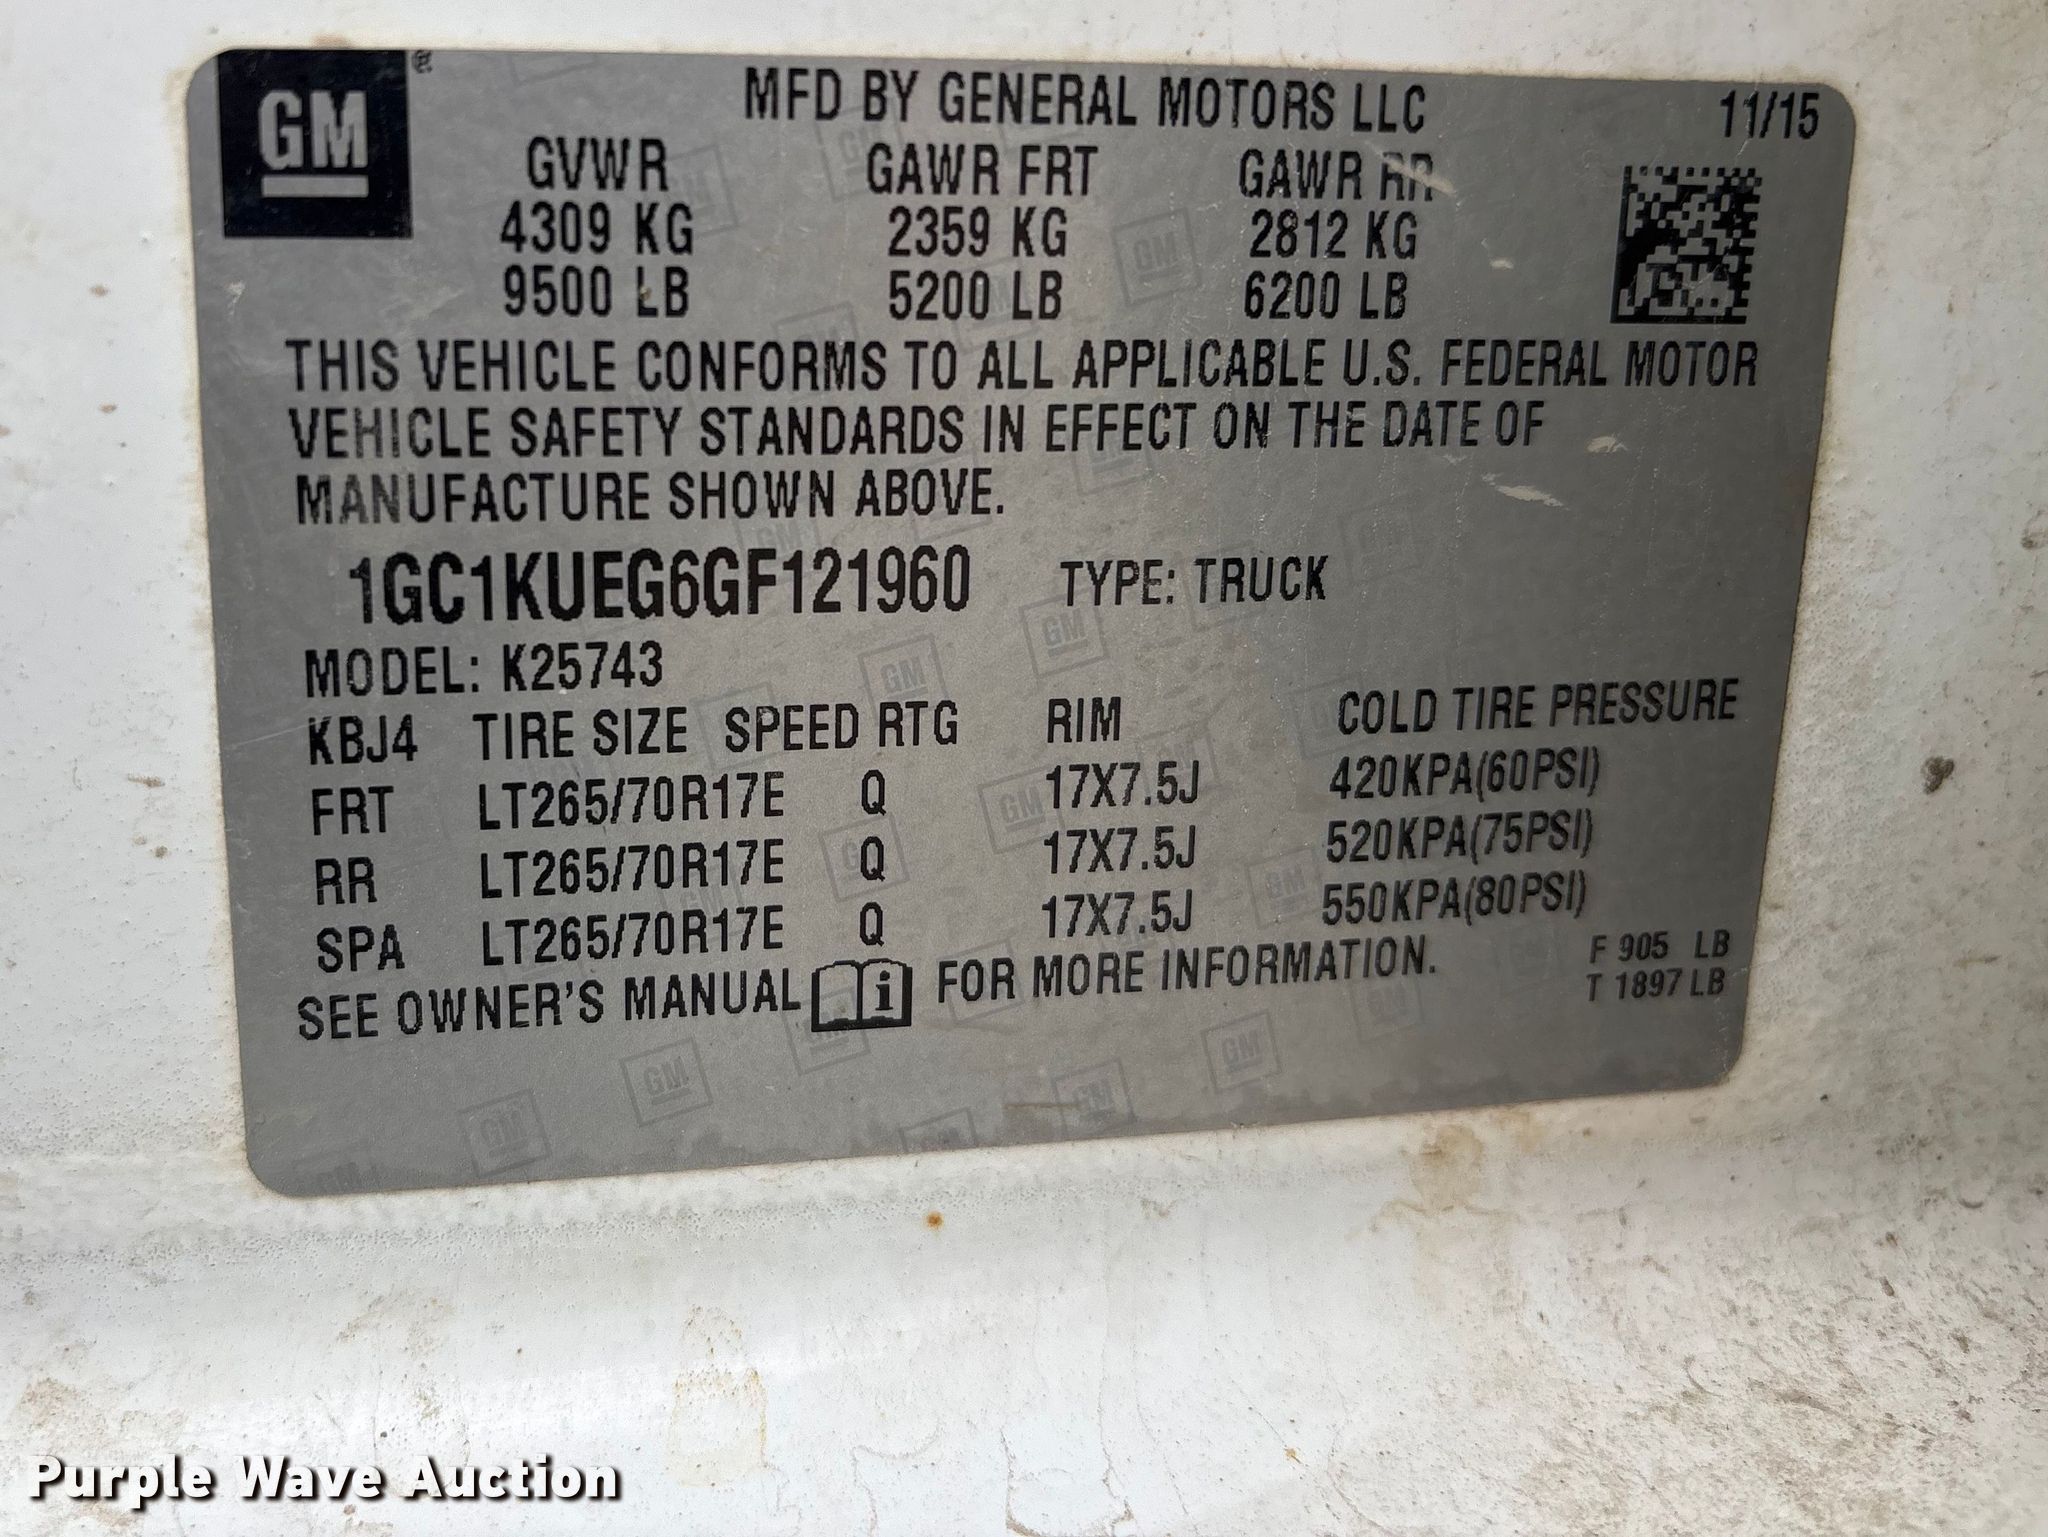 GM ®
MFD BY GENERAL MOTORS LLC 11/15
GVWR GAWR FRT GAWR RR
4309 KG 2359 KG 2812 KG
9500 LB 5200 LB 6200 LB
THIS VEHICLE CONFORMS TO ALL APPLICABLE U.S. FEDERAL MOTOR
VEHICLE SAFETY STANDARDS IN EFFECT ON THE DATE OF
MANUFACTURE SHOWN ABOVE.
1GC1KUEG6GF121960 TYPE: TRUCK
MODEL: K25743
KBJ4 TIRE SIZE SPEED RTG RIM COLD TIRE PRESSURE
FRT LT265/70R17E Q 17X7.5J 420KPA(60PSI)
RR LT265/70R17E Q 17X7.5J 520KPA(75PSI)
SPA LT265/70R17E Q 17X7.5J 550KPA(80PSI)
SEE OWNER'S MANUAL i FOR MORE INFORMATION.
F 905 LB
T 1897 LB
Purple Wave Auction